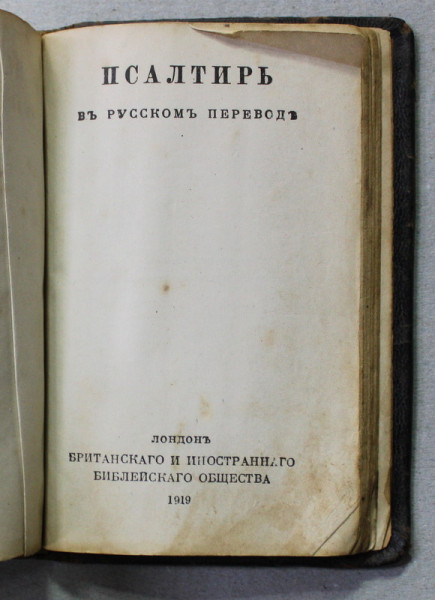 ПСАЛТИРЬ
ВЪ РУССКОМЪ ПЕРЕВОДѢ
ЛОНДОНЪ
БРИТАНСКАГО И ИНОСТРАННАГО
БИБЛЕЙСКАГО ОБЩЕСТВА
1919